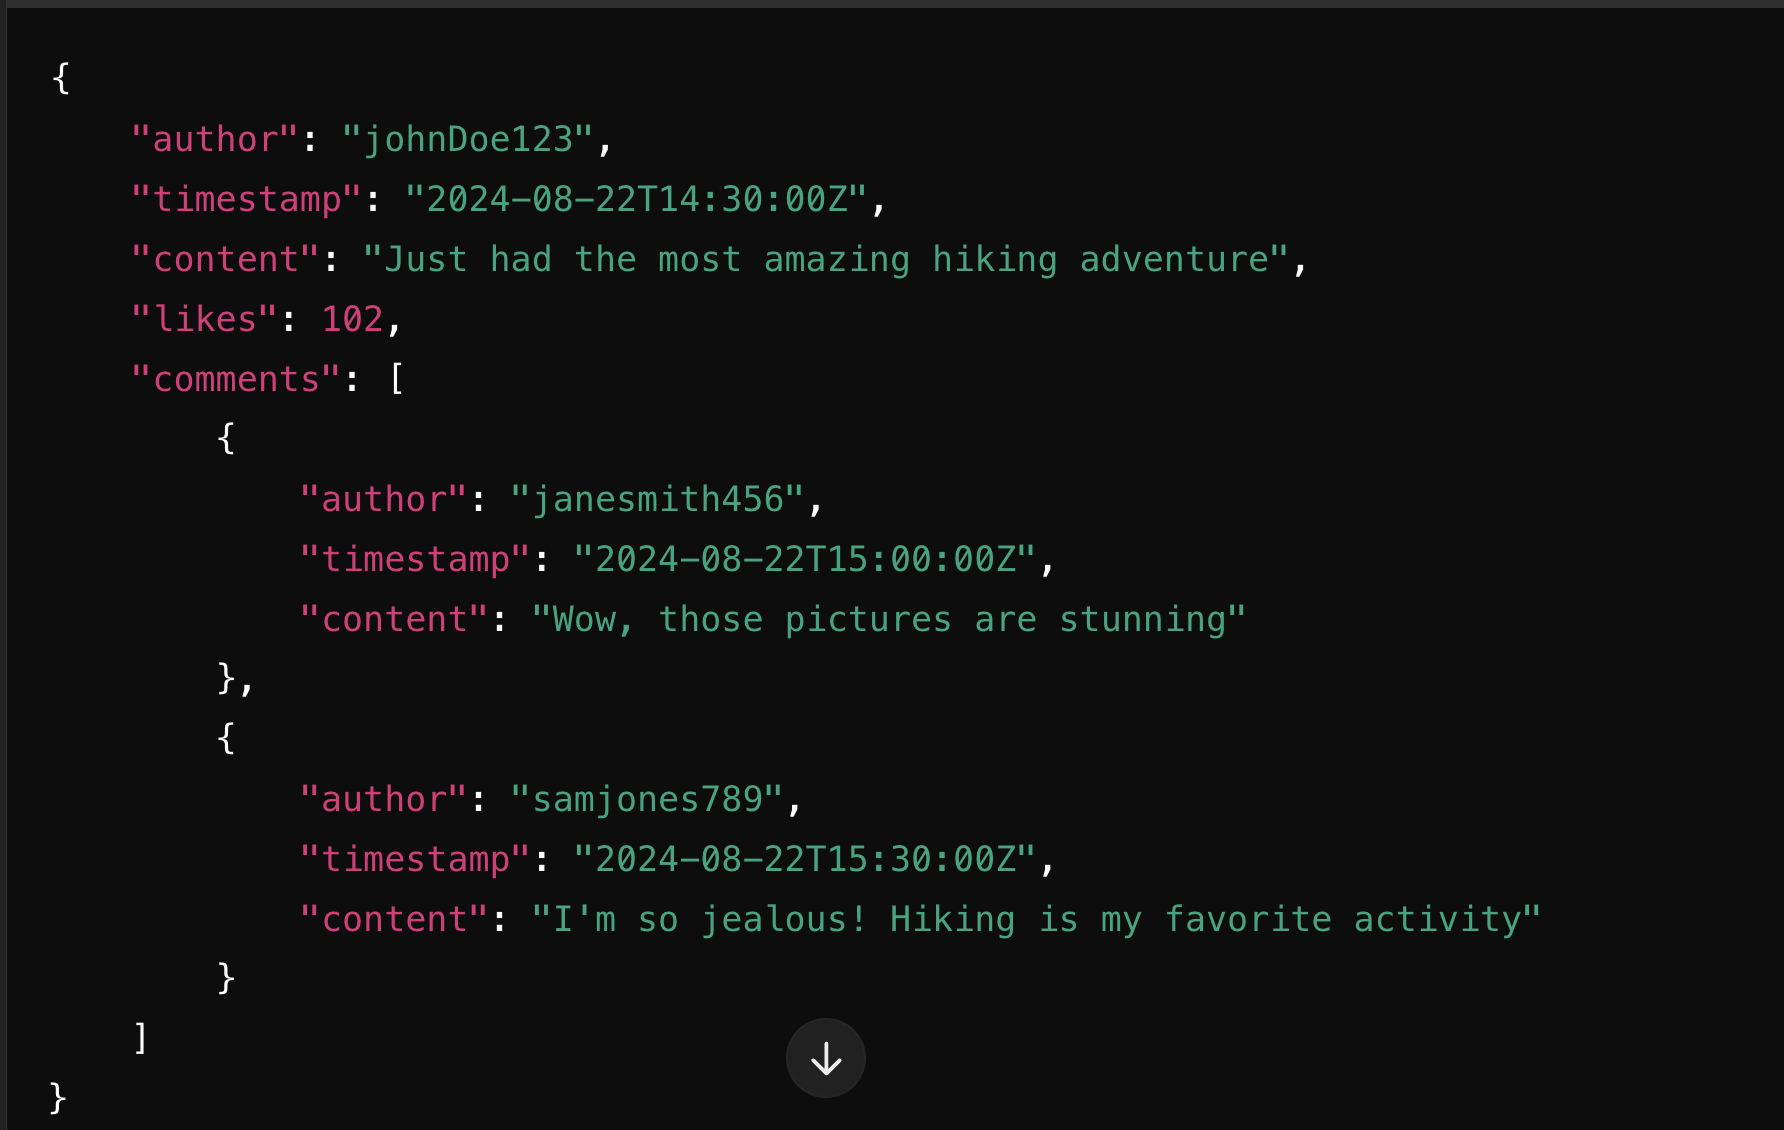 {
    "author": "johnDoe123",
    "timestamp": "2024-08-22T14:30:00Z",
    "content": "Just had the most amazing hiking adventure",
    "likes": 102,
    "comments": [
        {
            "author": "janesmith456",
            "timestamp": "2024-08-22T15:00:00Z",
            "content": "Wow, those pictures are stunning"
        },
        {
            "author": "samjones789",
            "timestamp": "2024-08-22T15:30:00Z",
            "content": "I'm so jealous! Hiking is my favorite activity"
        }
    ]
}